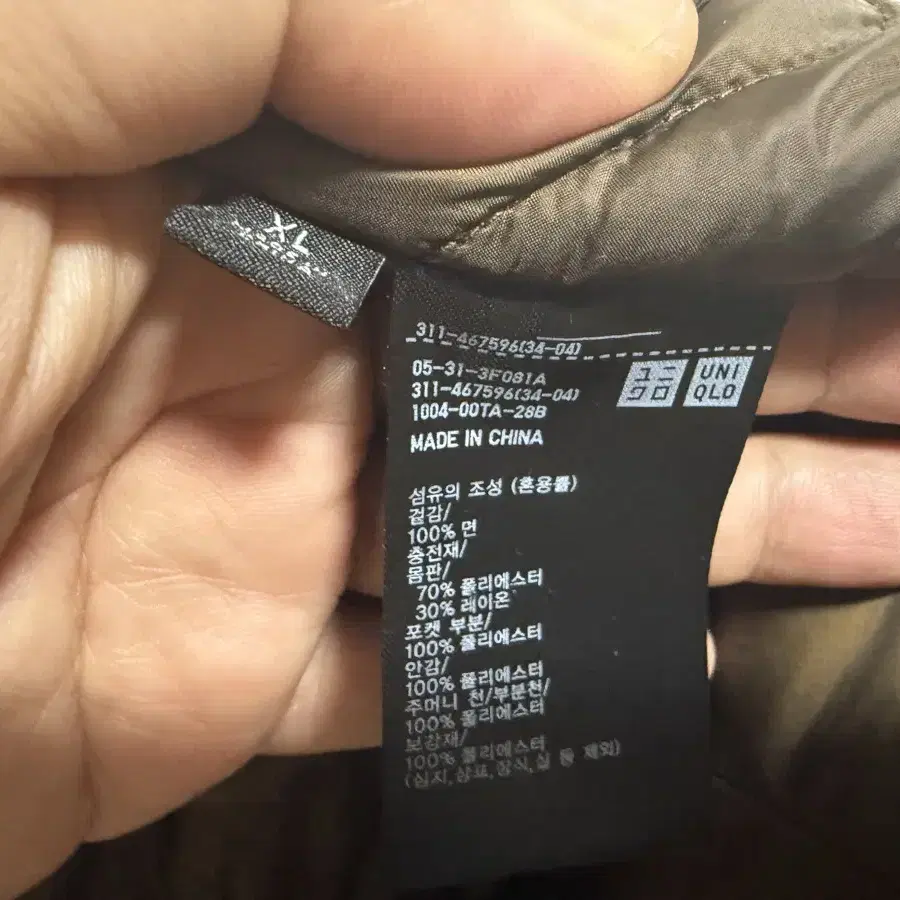 XL
311-467596(34-04)
05-31-3F081A
311-467596(34-04)
1004-00TA-28B
MADE IN CHINA
ユニ
クロ
UNI
QLO
섬유의 조성 (혼용률)
겉감/
100% 면
충전재/
몸판/
70% 폴리에스터
30% 레이온
포켓 부분/
100% 폴리에스터
안감/
100% 폴리에스터
주머니 천/부분천/
100% 폴리에스터
보강재/
100% 폴리에스터
(심지,상표,장식,실 등 제외)